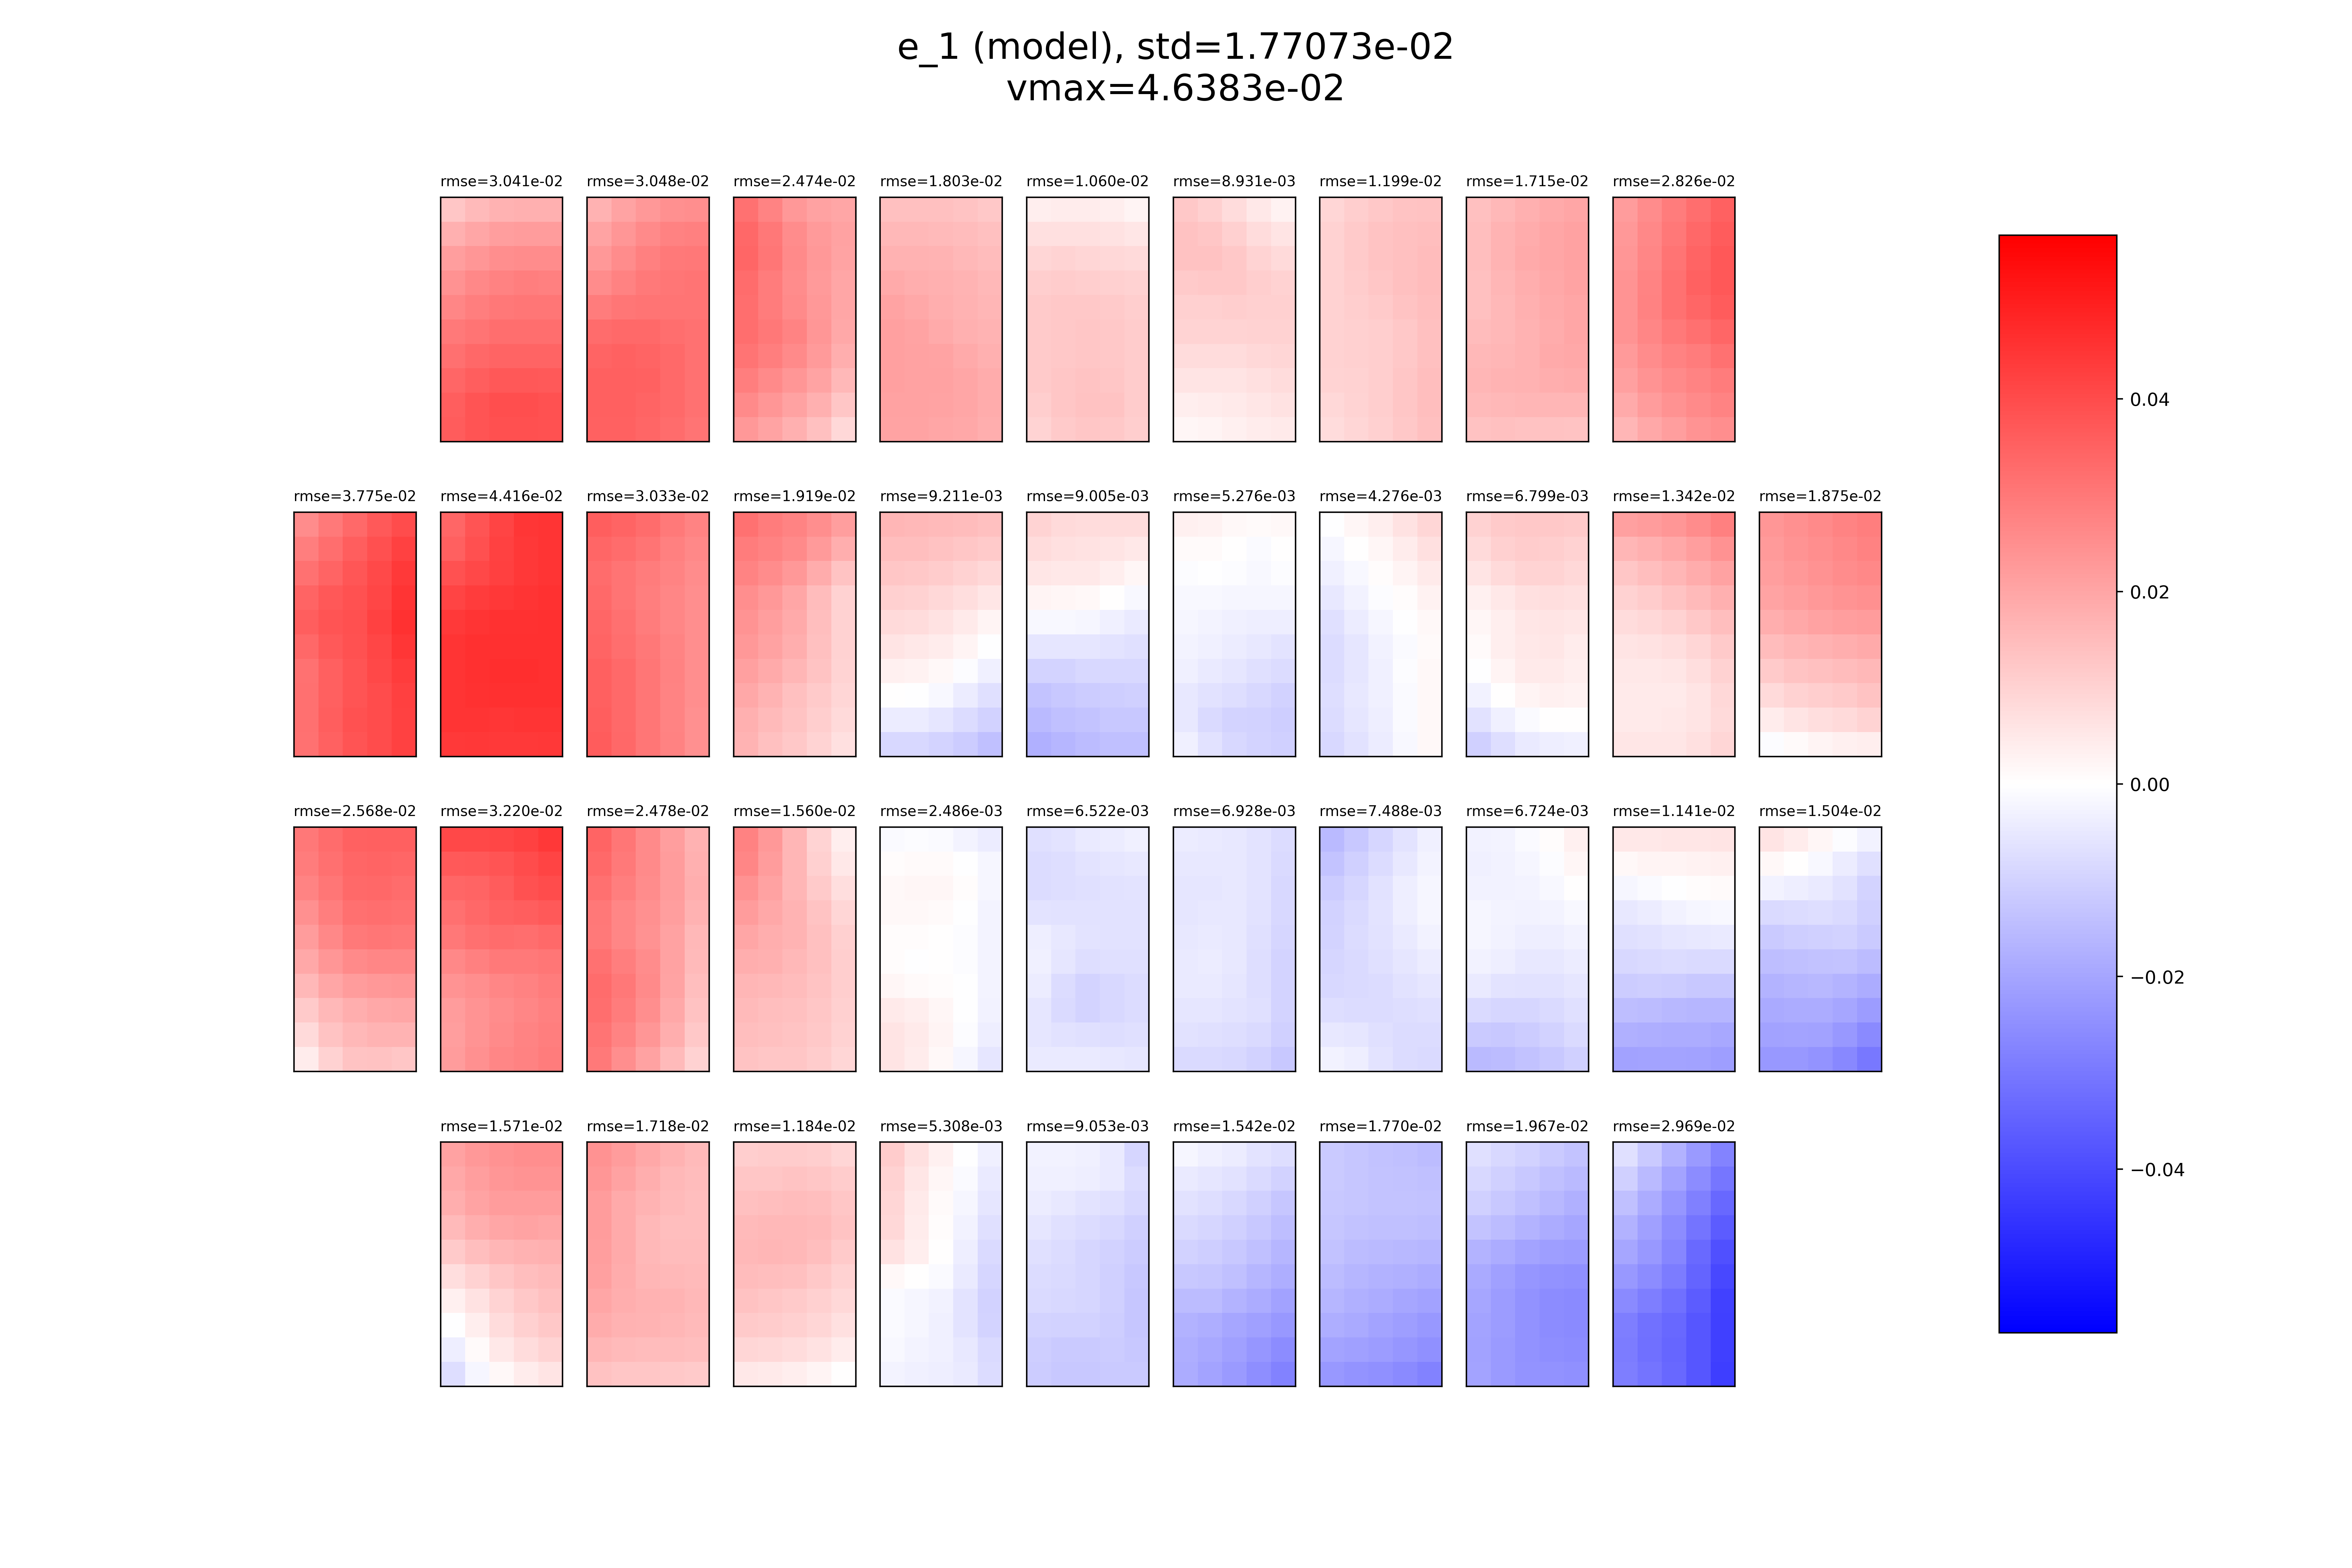 e_1 (model), std=1.77073e-02
vmax=4.6383e-02
rmse=3.041e-02 rmse=3.048e-02 rmse=2.474e-02 rmse=1.803e-02 rmse=1.060e-02 rmse=8.931e-03 rmse=1.199e-02 rmse=1.715e-02 rmse=2.826e-02
rmse=3.775e-02 rmse=4.416e-02 rmse=3.033e-02 rmse=1.919e-02 rmse=9.211e-03 rmse=9.005e-03 rmse=5.276e-03 rmse=4.276e-03 rmse=6.799e-03 rmse=1.342e-02 rmse=1.875e-02
rmse=2.568e-02 rmse=3.220e-02 rmse=2.478e-02 rmse=1.560e-02 rmse=2.486e-03 rmse=6.522e-03 rmse=6.928e-03 rmse=7.488e-03 rmse=6.724e-03 rmse=1.141e-02 rmse=1.504e-02
rmse=1.571e-02 rmse=1.718e-02 rmse=1.184e-02 rmse=5.308e-03 rmse=9.053e-03 rmse=1.542e-02 rmse=1.770e-02 rmse=1.967e-02 rmse=2.969e-02
0.04
0.02
0.00
−0.02
−0.04